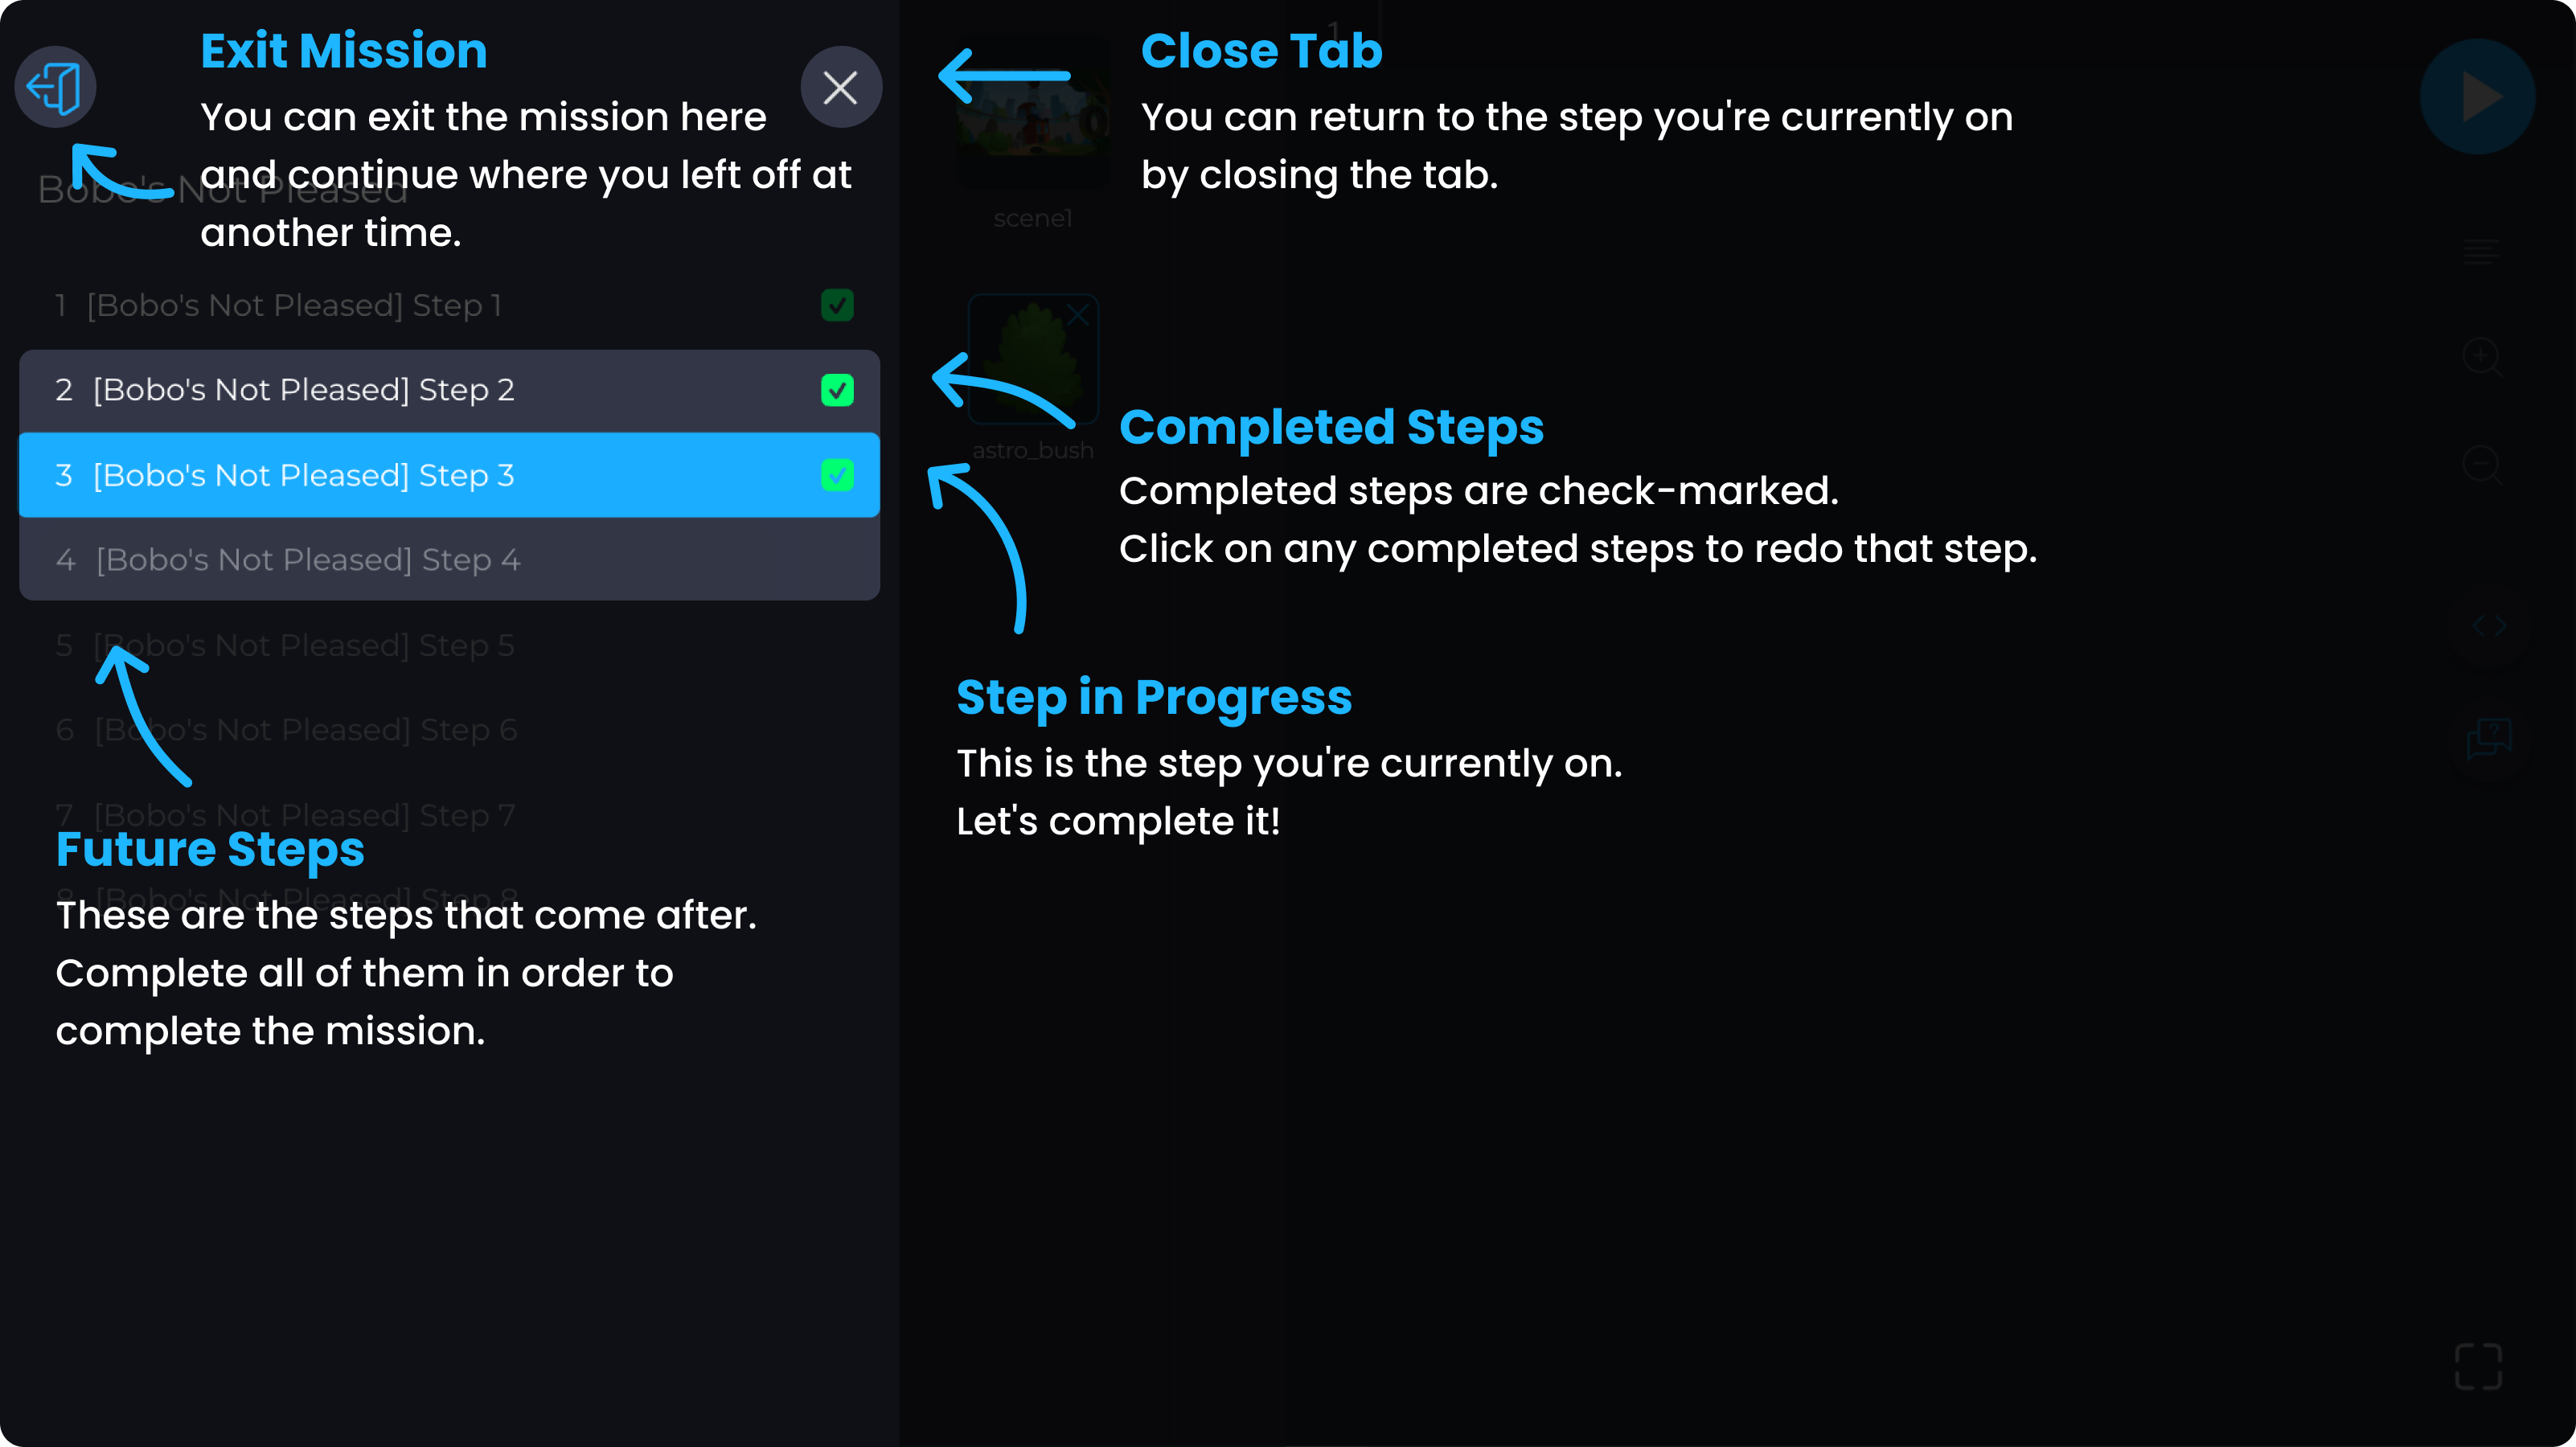 Exit Mission
You can exit the mission here
and continue where you left off at
another time.
Bobo's Not Pleased
1 [Bobo's Not Pleased] Step 1
2 [Bobo's Not Pleased] Step 2
3 [Bobo's Not Pleased] Step 3
4 [Bobo's Not Pleased] Step 4
5 [Bobo's Not Pleased] Step 5
6 [Bobo's Not Pleased] Step 6
7 [Bobo's Not Pleased] Step 7
8 [Bobo's Not Pleased] Step 8
Future Steps
These are the steps that come after.
Complete all of them in order to
complete the mission.
1
Close Tab
You can return to the step you're currently on
by closing the tab.
scene1
astro_bush
Completed Steps
Completed steps are check-marked.
Click on any completed steps to redo that step.
Step in Progress
This is the step you're currently on.
Let's complete it!